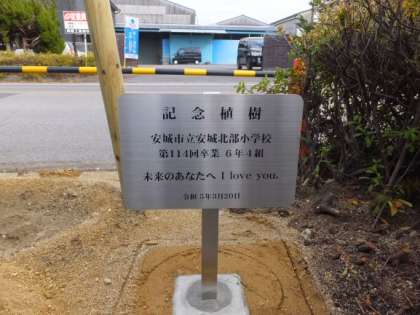 記念植樹
安城市立安城北部小学校
第114回卒業 6年4組
未来のあなたへ I love you.
令和5年3月20日